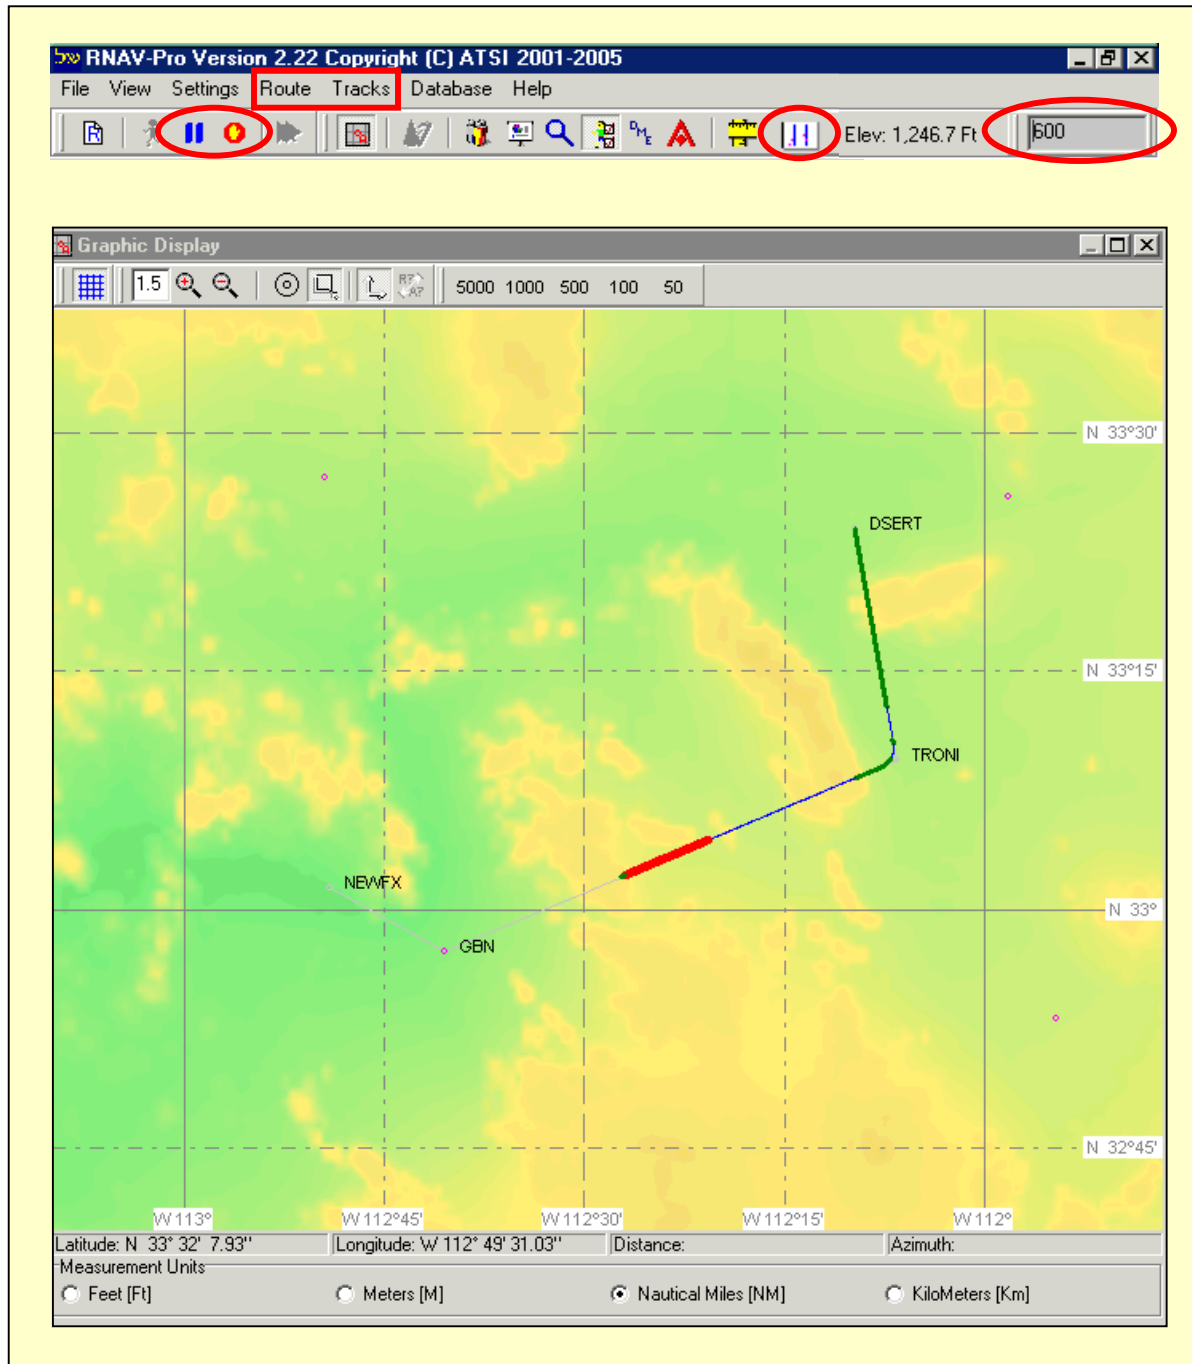 של RNAV-Pro Version 2.22 Copyright (C) ATSI 2001-2005
File View Settings Route Tracks Database Help
R DME Elev: 1,246.7 Ft 600
Graphic Display
1.5 R? A? 5000 1000 500 100 50
N 33°30'
DSERT
N 33°15'
TRONI
NEWFX
N 33°
GBN
N 32°45'
W 113° W 112°45' W 112°30' W 112°15' W 112°
Latitude: N 33° 32' 7.93" Longitude: W 112° 49' 31.03" Distance: Azimuth:
Measurement Units
Feet [Ft] Meters [M] Nautical Miles [NM] KiloMeters [Km]